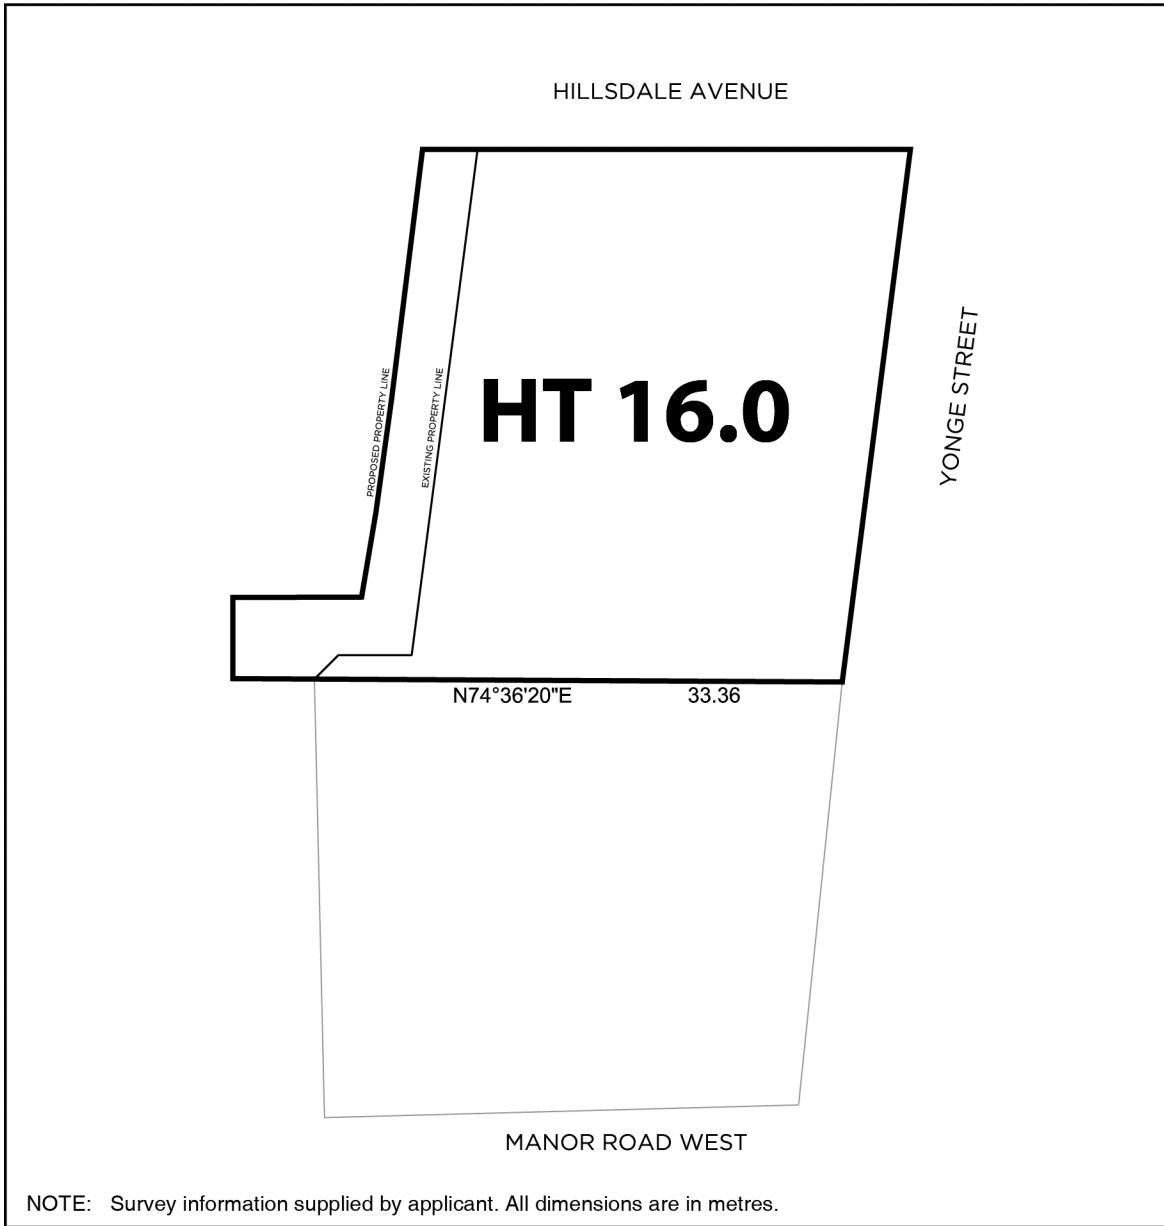 HILLSDALE AVENUE
YONGE STREET
PROPOSED PROPERTY LINE
EXISTING PROPERTY LINE
HT 16.0
N74°36'20"E 33.36
MANOR ROAD WEST
NOTE: Survey information supplied by applicant. All dimensions are in metres.